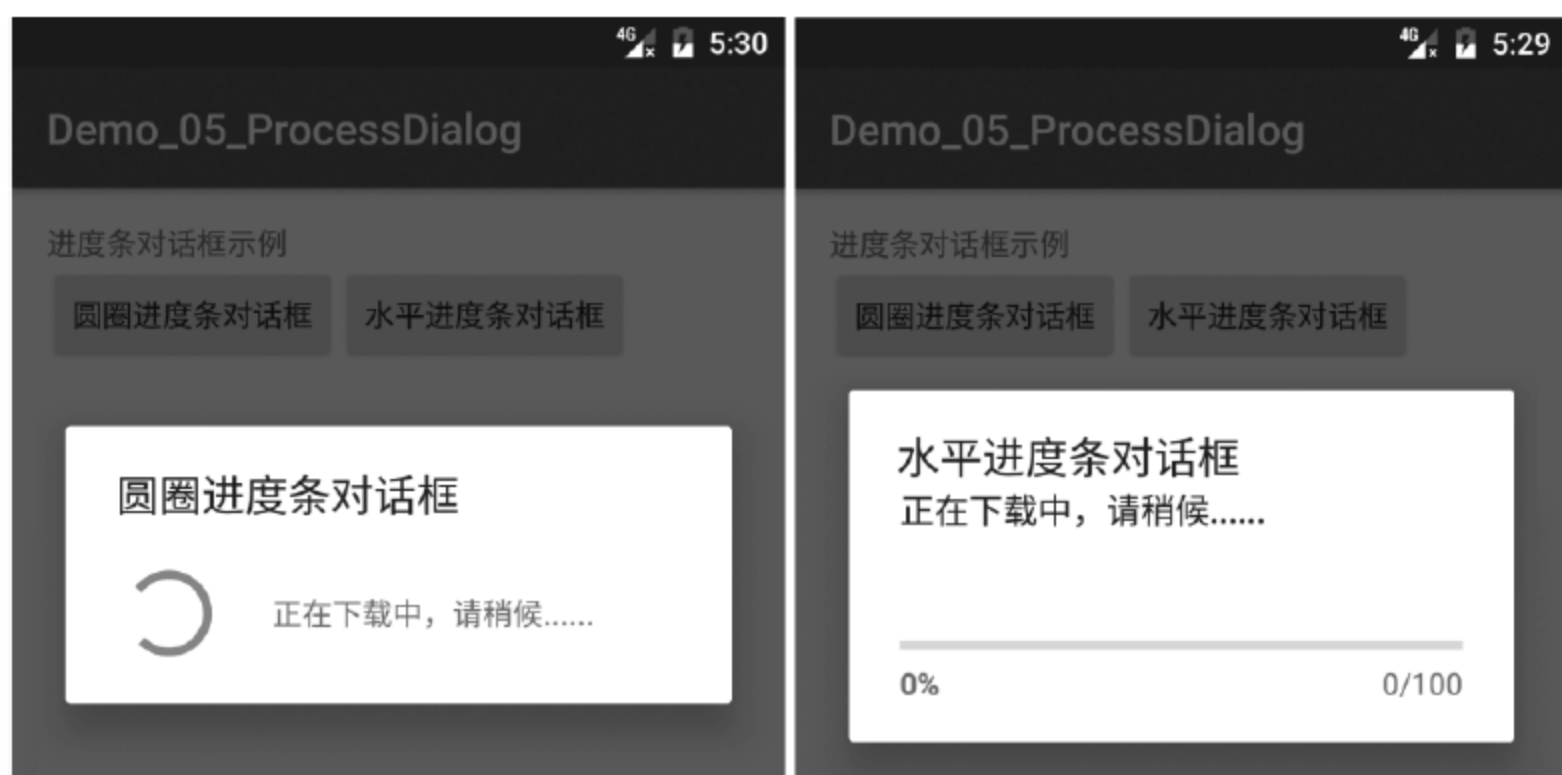 4G 5:30
Demo_05_ProcessDialog
进度条对话框示例
圆圈进度条对话框 水平进度条对话框
圆圈进度条对话框
正在下载中，请稍候......
4G 5:29
Demo_05_ProcessDialog
进度条对话框示例
圆圈进度条对话框 水平进度条对话框
水平进度条对话框
正在下载中，请稍候......
0% 0/100